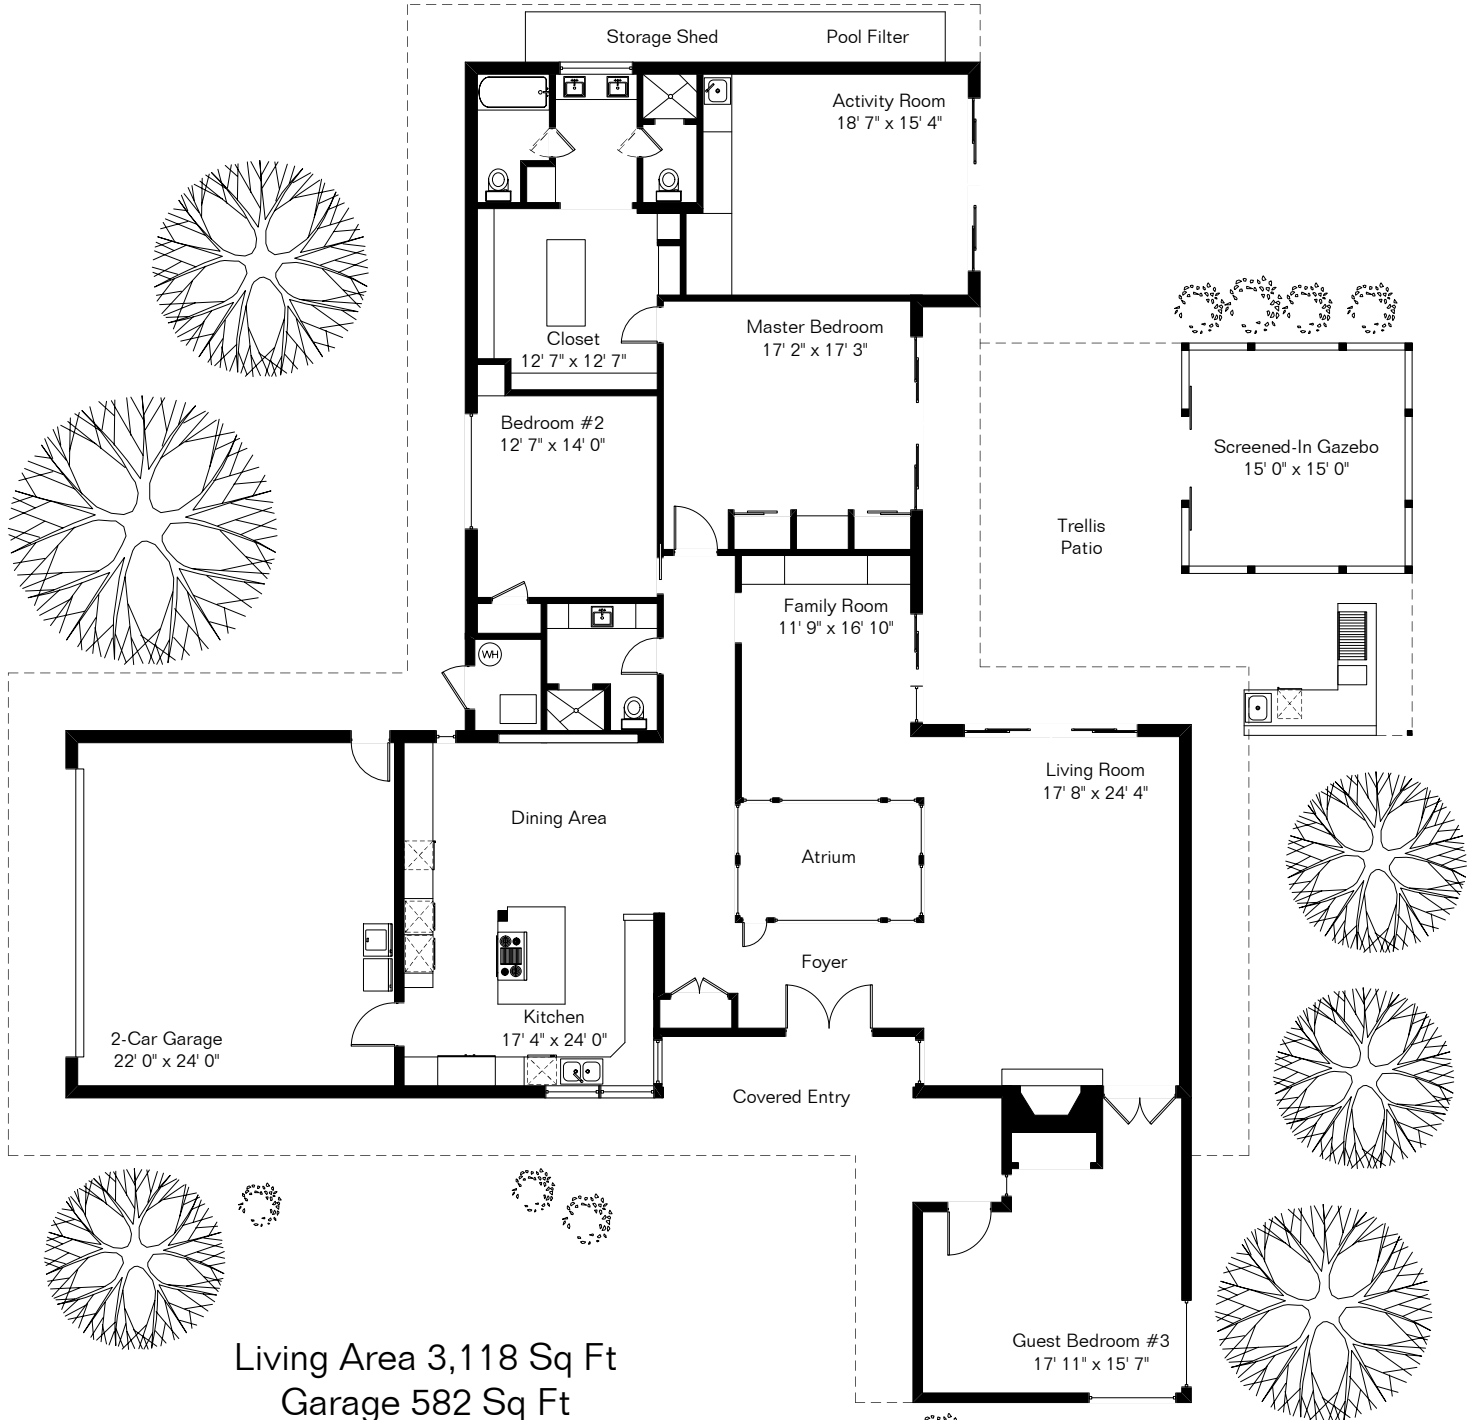 Storage Shed
Pool Filter
Activity Room
18' 7" x 15' 4"
Master Bedroom
17' 2" x 17' 3"
Closet
12' 7" x 12' 7"
Bedroom #2
12' 7" x 14' 0"
Screened-In Gazebo
15' 0" x 15' 0"
Trellis
Patio
Family Room
11' 9" x 16' 10"
WH
Living Room
17' 8" x 24' 4"
Dining Area
Atrium
Foyer
Kitchen
17' 4" x 24' 0"
2-Car Garage
22' 0" x 24' 0"
Covered Entry
Guest Bedroom #3
17' 11" x 15' 7"
Living Area 3,118 Sq Ft
Garage 582 Sq Ft